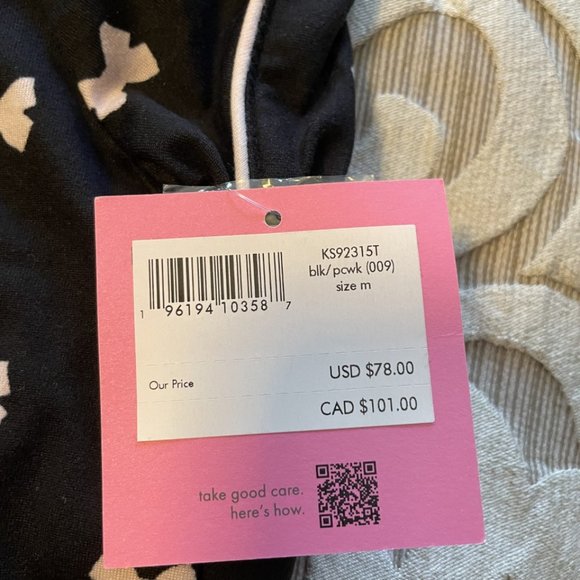 KS92315T
blk/pcwk (009)
size m
1 96194 10358 7
Our Price
USD $78.00
CAD $101.00
take good care.
here's how.